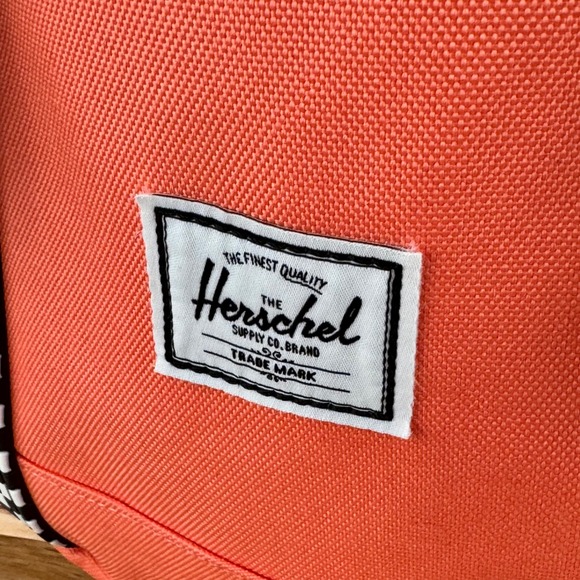 THE FINEST QUALITY
THE
Herschel
SUPPLY CO. BRAND
TRADE MARK